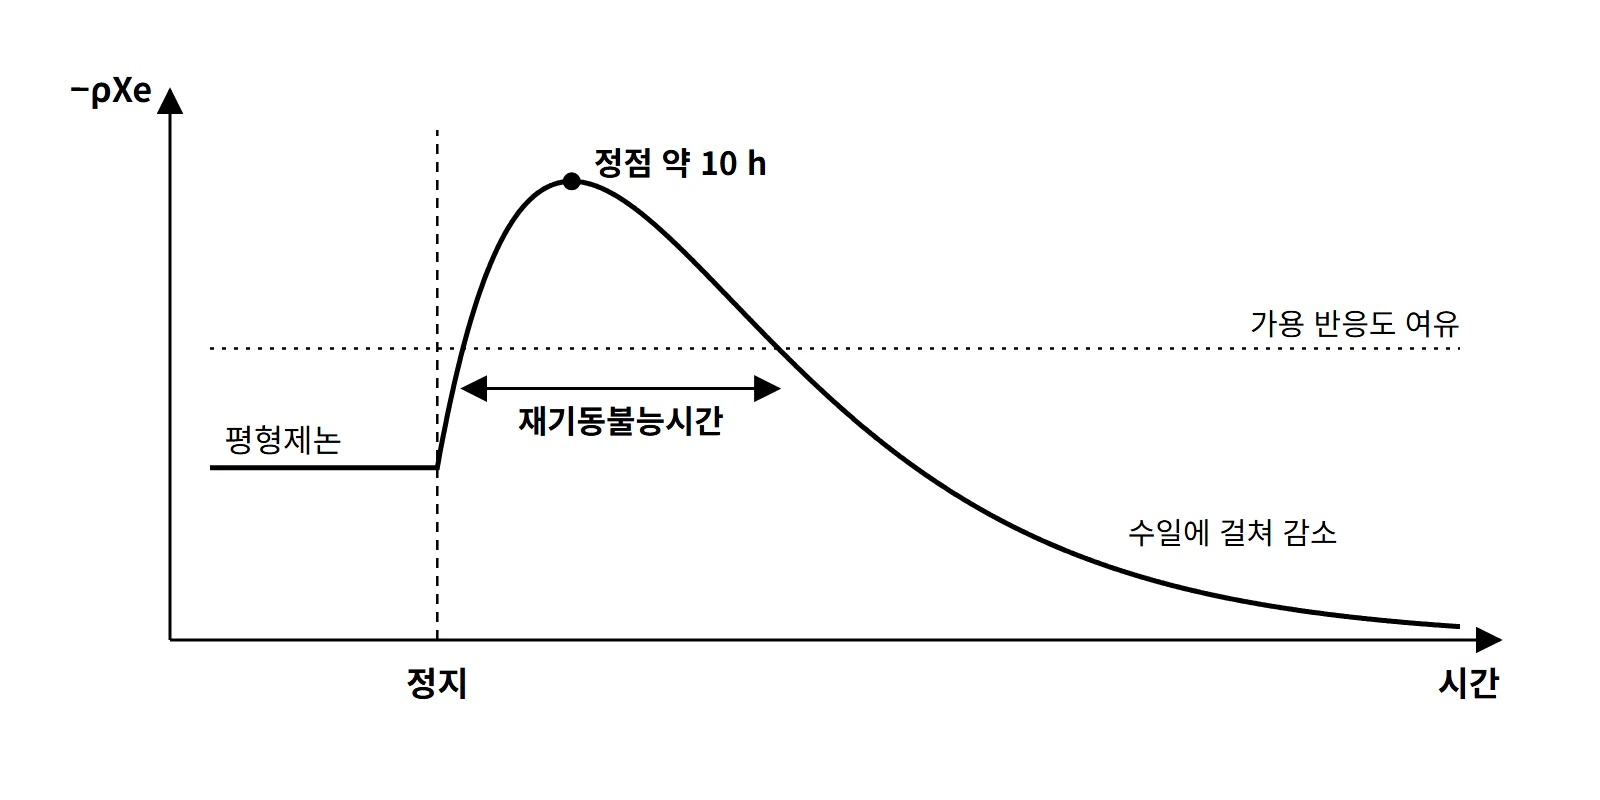 −ρXe
정점 약 10 h
가용 반응도 여유
재기동불능시간
평형제논
수일에 걸쳐 감소
정지
시간